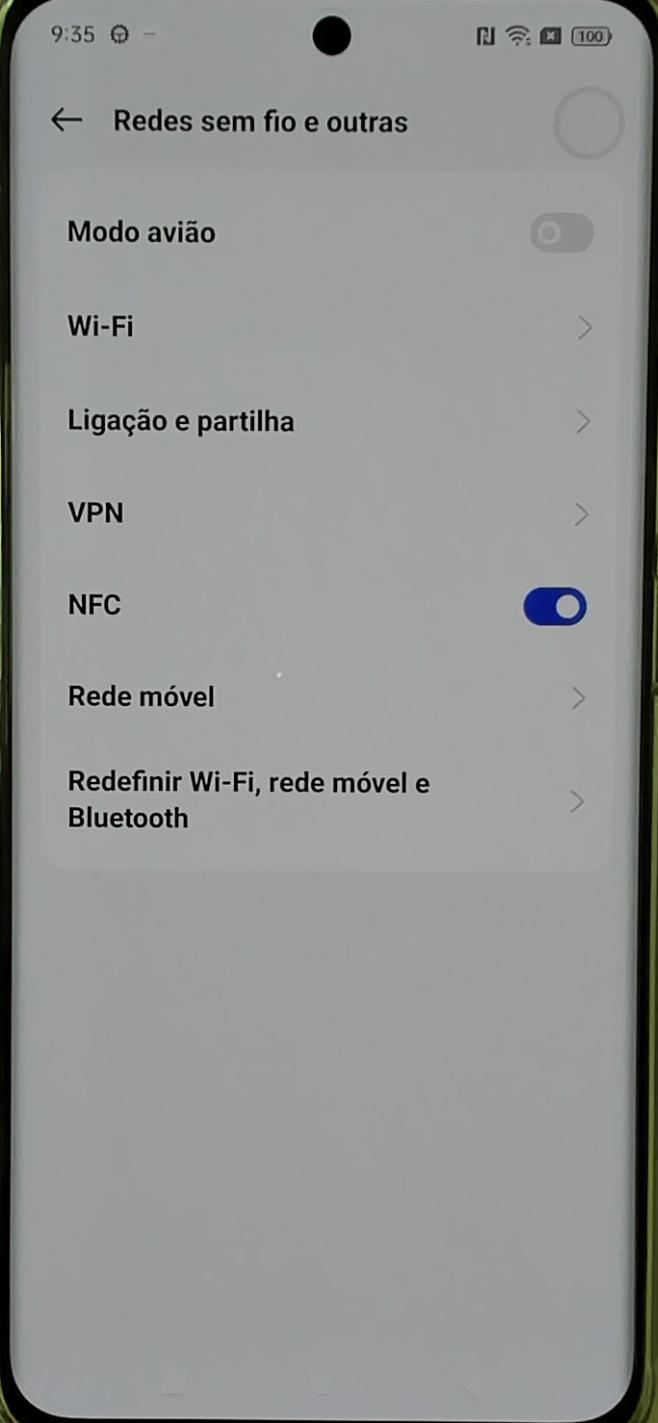 9:35
100
Redes sem fio e outras
Modo avião
Wi-Fi
Ligação e partilha
VPN
NFC
Rede móvel
Redefinir Wi-Fi, rede móvel e
Bluetooth